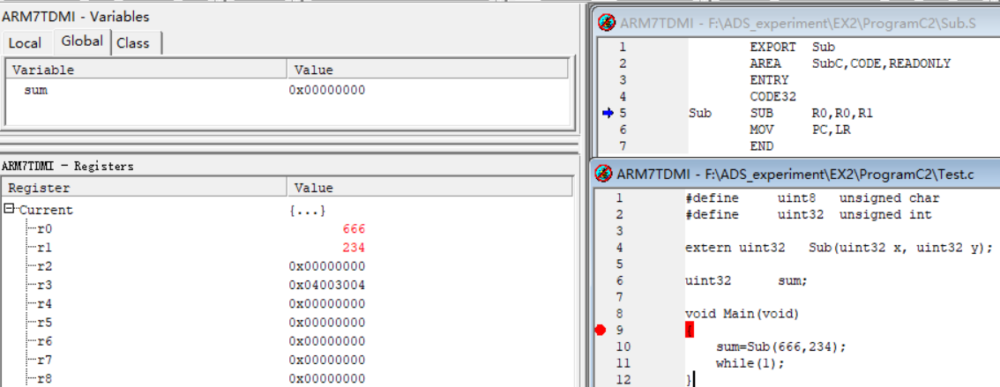 ARM7TDMI - Variables
Local Global Class
Variable Value
sum 0x00000000
ARM7TDMI - Registers
Register Value
Current {...}
r0 666
r1 234
r2 0x00000000
r3 0x04003004
r4 0x00000000
r5 0x00000000
r6 0x00000000
r7 0x00000000
r8 0x00000000
ARM7TDMI - F:\ADS_experiment\EX2\ProgramC2\Sub.S
1 EXPORT Sub
2 AREA SubC,CODE,READONLY
3 ENTRY
4 CODE32
5 Sub SUB R0,R0,R1
6 MOV PC,LR
7 END
ARM7TDMI - F:\ADS_experiment\EX2\ProgramC2\Test.c
1 #define uint8 unsigned char
2 #define uint32 unsigned int
3
4 extern uint32 Sub(uint32 x, uint32 y);
5
6 uint32 sum;
7
8 void Main(void)
9 {
10 sum=Sub(666,234);
11 while(1);
12 }